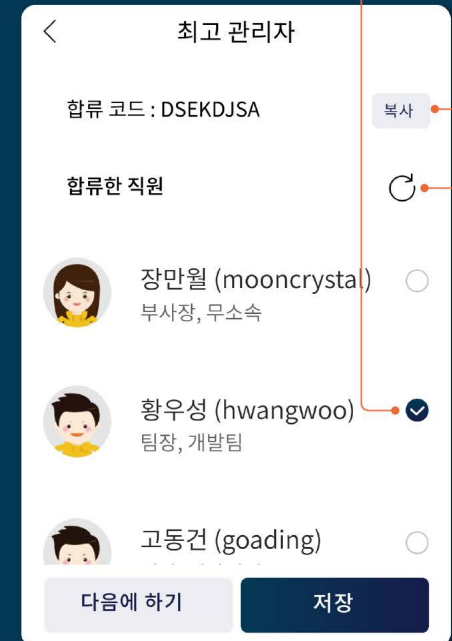 최고 관리자
합류 코드 : DSEKDJSA
복사
합류한 직원
장만월 (mooncrystal)
부사장, 무소속
황우성 (hwangwoo)
팀장, 개발팀
고동건 (goading)
다음에 하기
저장